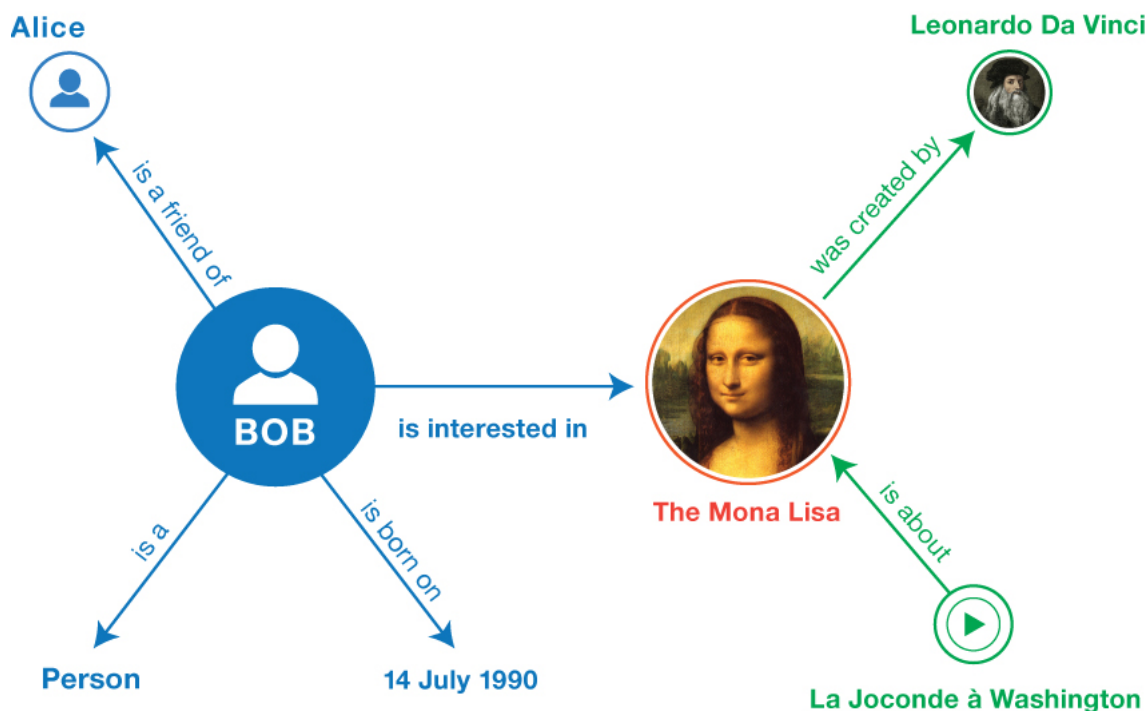 Alice
Leonardo Da Vinci
is a friend of
was created by
BOB
is interested in
The Mona Lisa
is a
is born on
is about
Person
14 July 1990
La Joconde à Washington